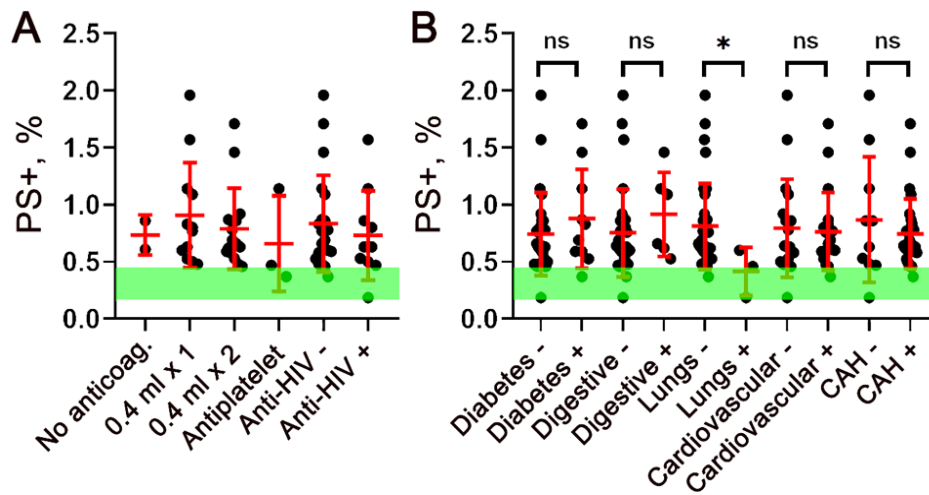 A
PS+, %
2.5
2.0
1.5
1.0
0.5
0.0
No anticoag.
0.4 ml x 1
0.4 ml x 2
Antiplatelet
Anti-HIV -
Anti-HIV +
B
PS+, %
2.5
2.0
1.5
1.0
0.5
0.0
ns
ns
*
ns
ns
Diabetes -
Diabetes +
Digestive -
Digestive +
Lungs -
Lungs +
Cardiovascular -
Cardiovascular +
CAH -
CAH +